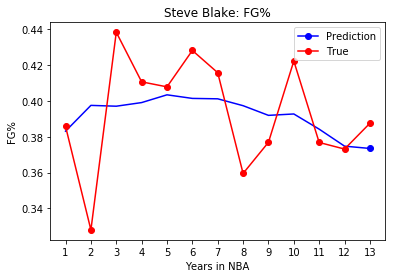 Steve Blake: FG%
Prediction
True
0.44
0.42
0.40
0.38
0.36
0.34
FG%
1 2 3 4 5 6 7 8 9 10 11 12 13
Years in NBA